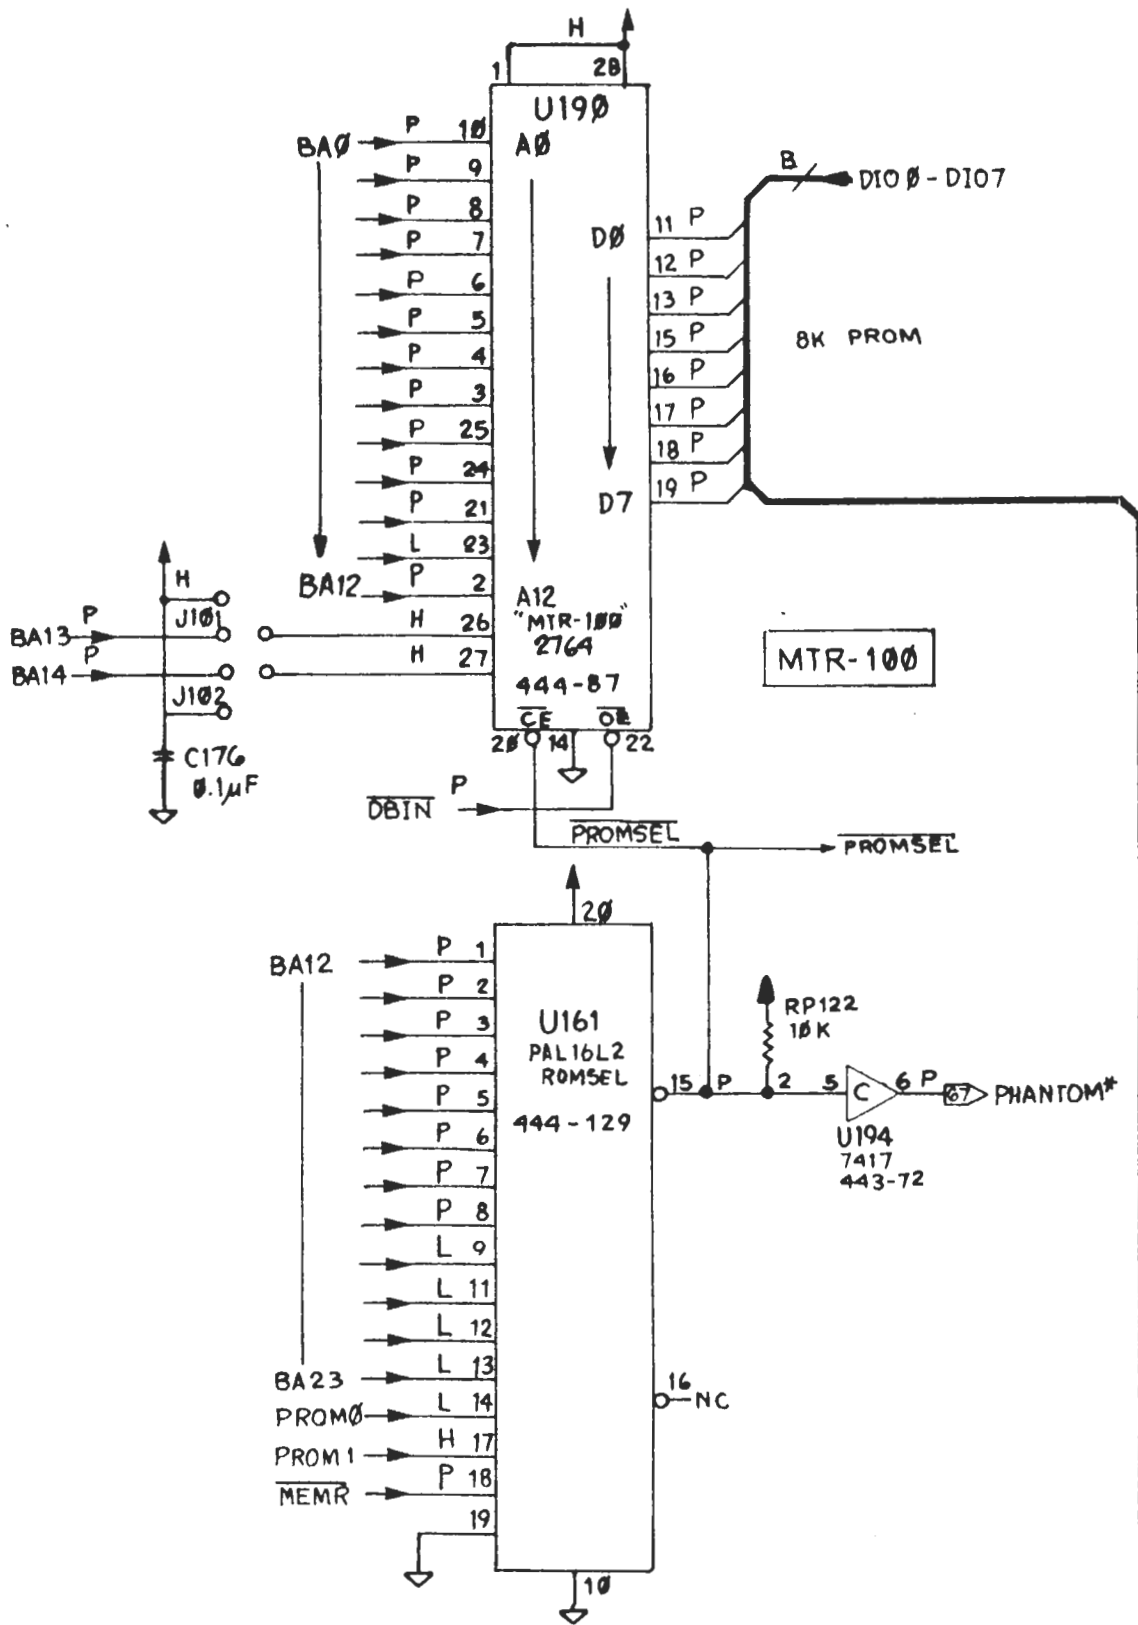 H
1 28
U190
BA0 P 10 A0
P 9
P 8
P 7
P 6
P 5
P 4
P 3
P 25
P 24
P 21
L 23
BA12 P 2 A12
B DIO0-DIO7
D0 11 P
12 P
13 P
15 P
16 P
17 P
18 P
D7 19 P
8K PROM
H
J101
BA13 P H 26
BA14 P H 27
J102
"MTR-100"
2764
444-87
MTR-100
CE OE
20 14 22
C176
0.1µF
DBIN P
PROMSEL PROMSEL
20
BA12 P 1
P 2
P 3
P 4
P 5
P 6
P 7
P 8
L 9
L 11
L 12
BA23 L 13
PROM0 L 14
PROM1 H 17
MEMR P 18
19
10
U161
PAL16L2
ROMSEL
444-129
RP122
10K
15 P 2 5 C 6 P 67 PHANTOM*
U194
7417
443-72
16 NC